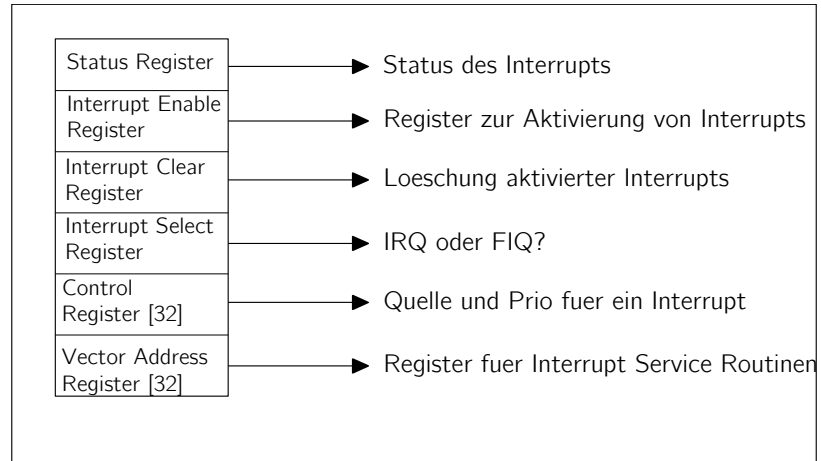 Status Register
Status des Interrupts
Interrupt Enable
Register
Register zur Aktivierung von Interrupts
Interrupt Clear
Register
Loeschung aktivierter Interrupts
Interrupt Select
Register
IRQ oder FIQ?
Control
Register [32]
Quelle und Prio fuer ein Interrupt
Vector Address
Register [32]
Register fuer Interrupt Service Routinen